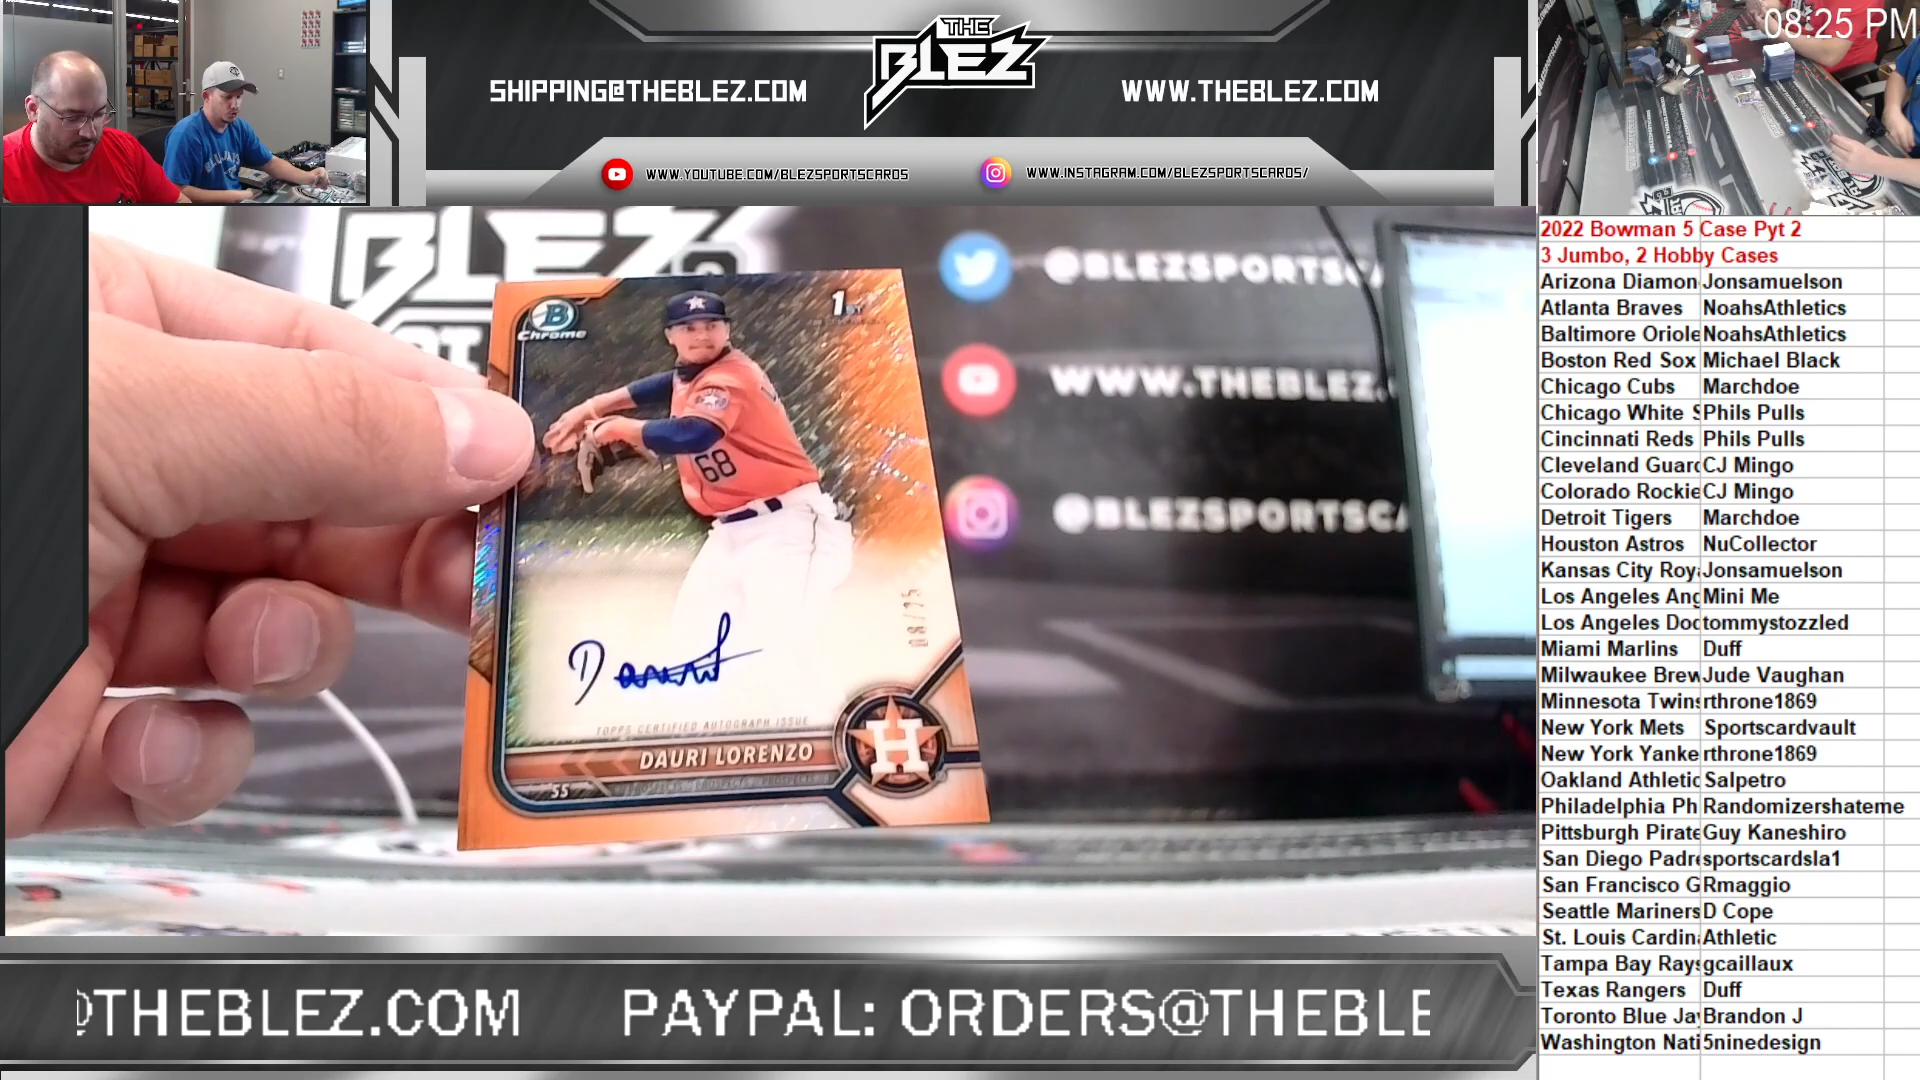 THE
BLEZ
SHIPPING@THEBLEZ.COM
WWW.THEBLEZ.COM
WWW.YOUTUBE.COM/BLEZSPORTSCARDS
WWW.INSTAGRAM.COM/BLEZSPORTSCARDS/
08:25 PM
BLEZ
@BLEZSPORTSC
WWW.THEBLEZ.
@BLEZSPORTSCA
B
Chrome
1ST
68
08/25
TOPPS CERTIFIED AUTOGRAPH ISSUE
DAURI LORENZO
SS
H
2022 Bowman 5 Case Pyt 2
3 Jumbo, 2 Hobby Cases
Arizona Diamon Jonsamuelson
Atlanta Braves NoahsAthletics
Baltimore Oriole NoahsAthletics
Boston Red Sox Michael Black
Chicago Cubs Marchdoe
Chicago White S Phils Pulls
Cincinnati Reds Phils Pulls
Cleveland Guard CJ Mingo
Colorado Rockie CJ Mingo
Detroit Tigers Marchdoe
Houston Astros NuCollector
Kansas City Roya Jonsamuelson
Los Angeles Ang Mini Me
Los Angeles Dod tommystozzled
Miami Marlins Duff
Milwaukee Brew Jude Vaughan
Minnesota Twins rthrone1869
New York Mets Sportscardvault
New York Yanke rthrone1869
Oakland Athletic Salpetro
Philadelphia Ph Randomizershateme
Pittsburgh Pirate Guy Kaneshiro
San Diego Padre sportscardsla1
San Francisco G Rmaggio
Seattle Mariners D Cope
St. Louis Cardina Athletic
Tampa Bay Rays gcaillaux
Texas Rangers Duff
Toronto Blue Jay Brandon J
Washington Nati 5ninedesign
@THEBLEZ.COM PAYPAL: ORDERS@THEBLE